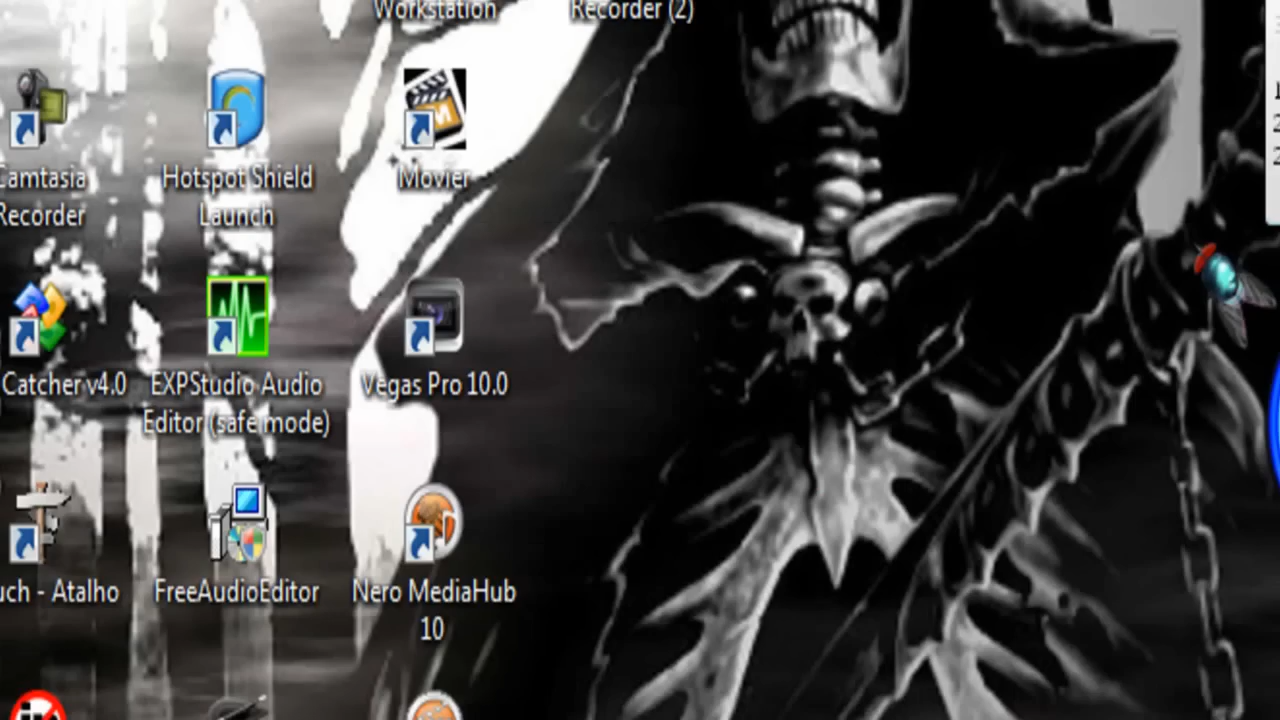 Workstation
Recorder (2)
Camtasia
Recorder
Hotspot Shield
Launch
Movier
Catcher v4.0
EXPStudio Audio
Editor (safe mode)
Vegas Pro 10.0
uch - Atalho
FreeAudioEditor
Nero MediaHub
10